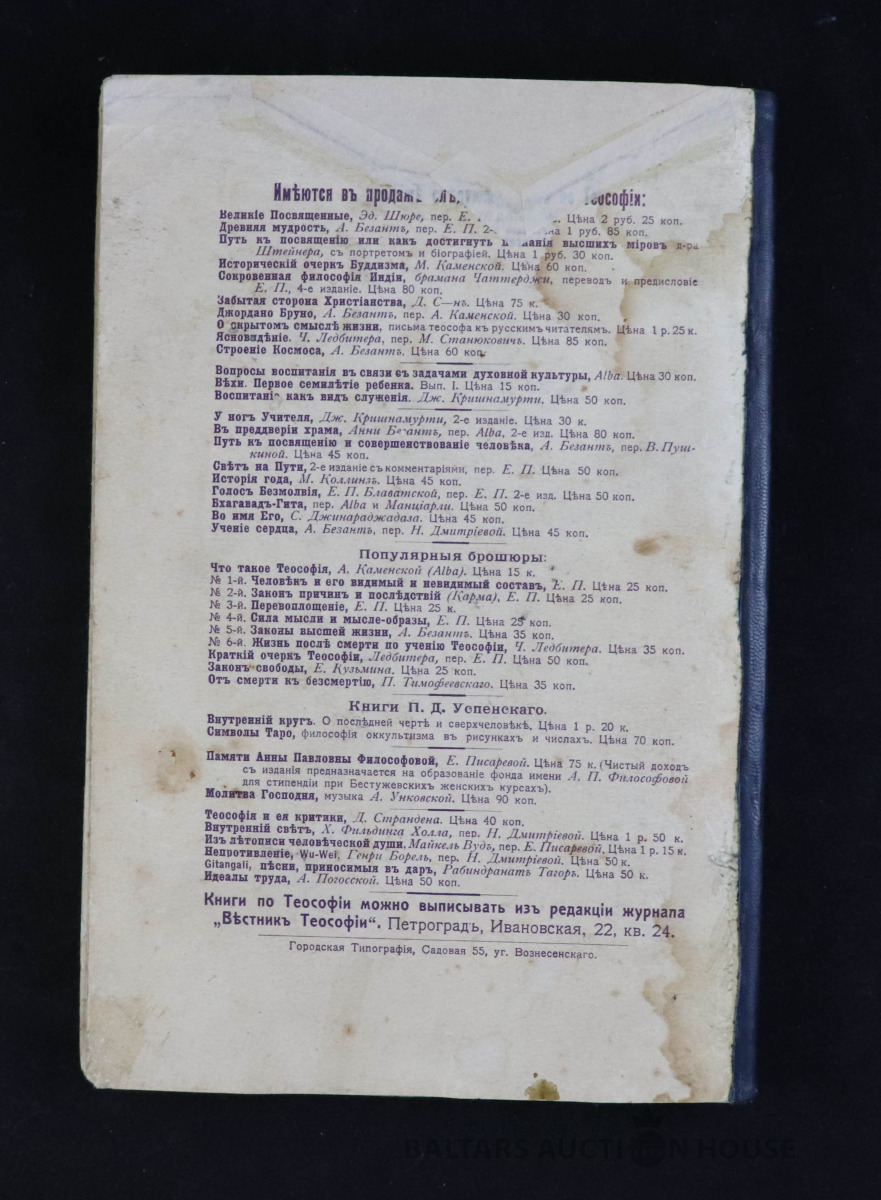 Имѣются въ продаж
еософіи:
Великіе Посвященные, Эд. Шюре, пер. Е. Цѣна 2 руб. 25 коп.
Древняя мудрость, А. Безантъ, пер. Е. П. 2- на 1 руб. 85 коп.
Путь къ посвященію или какъ достигнуть высшихъ міровъ д-ра
Штейнера, съ портретомъ и біографіей. Цѣна 1 руб. 30 коп.
Историческій очеркъ Буддизма, М. Каменской. Цѣна 60 коп.
Сокровенная философія Индіи, брамана Чаттерджи, переводъ и предисловіе
Е. П., 4-е изданіе. Цѣна 80 коп.
Забытая сторона Христіанства, Д. С—нъ. Цѣна 75 к.
Джордано Бруно, А. Безантъ, пер. А. Каменской. Цѣна 30 коп.
О скрытомъ смыслѣ жизни, письма теософа къ русскимъ читателямъ. Цѣна 1 р. 25 к.
Ясновидѣніе. Ч. Ледбитера, пер. М. Станюковичъ. Цѣна 85 коп.
Строеніе Космоса, А. Безантъ. Цѣна 60 коп.
Вопросы воспитанія въ связи съ задачами духовной культуры, Alba. Цѣна 30 коп.
Вѣхи. Первое семилѣтіе ребенка. Вып. I. Цѣна 15 коп.
Воспитані какъ видъ служенія. Дж. Кришнамурти. Цѣна 50 коп.
У ногъ Учителя, Дж. Кришнамурти, 2-е изданіе. Цѣна 30 к.
Въ преддверіи храма, Анни Безантъ, пер. Alba, 2-е изд. Цѣна 80 коп.
Путь къ посвященію и совершенствованіе человѣка, А. Безантъ, пер. В. Пуш-
киной. Цѣна 45 коп.
Свѣтъ на Пути, 2-е изданіе съ комментаріями, пер. Е. П. Цѣна 50 коп.
Исторія года, М. Коллинзъ. Цѣна 45 коп.
Голосъ Безмолвія, Е. П. Блаватской, пер. Е. П. 2-е изд. Цѣна 50 коп.
Бхагавадъ-Гита, пер. Alba и Манціарли. Цѣна 50 коп.
Во имя Его, С. Джинараджадаза. Цѣна 45 коп.
Ученіе сердца, А. Безантъ, пер. Н. Дмитріевой. Цѣна 45 коп.
Популярныя брошюры:
Что такое Теософія, А. Каменской (Alba). Цѣна 15 к.
№ 1-й. Человѣкъ и его видимый и невидимый составъ, Е. П. Цѣна 25 коп.
№ 2-й. Законъ причинъ и послѣдствій (Карма), Е. П. Цѣна 25 коп.
№ 3-й. Перевоплощеніе, Е. П. Цѣна 25 к.
№ 4-й. Сила мысли и мысле-образы, Е. П. Цѣна 25 коп.
№ 5-й. Законы высшей жизни, А. Безантъ. Цѣна 35 коп.
№ 6-й. Жизнь послѣ смерти по ученію Теософіи, Ч. Ледбитера. Цѣна 35 коп.
Краткій очеркъ Теософіи, Ледбитера, пер. Е. П. Цѣна 50 коп.
Законъ свободы, Е. Кузьмина. Цѣна 25 коп.
Отъ смерти къ безсмертію, П. Тимофеевскаго. Цѣна 35 коп.
Книги П. Д. Успенскаго.
Внутренній кругъ. О послѣдней чертѣ и сверхчеловѣкѣ. Цѣна 1 р. 20 к.
Символы Таро, философія оккультизма въ рисункахъ и числахъ. Цѣна 70 коп.
Памяти Анны Павловны Философовой, Е. Писаревой. Цѣна 75 к. (Чистый доходъ
съ изданія предназначается на образованіе фонда имени А. П. Философовой
для стипендіи при Бестужевскихъ женскихъ курсахъ).
Молитва Господня, музыка А. Унковской. Цѣна 90 коп.
Теософія и ея критики, Д. Странdena. Цѣна 40 коп.
Внутренній свѣтъ, Х. Фильдинга Холла, пер. Н. Дмитріевой. Цѣна 1 р. 50 к.
Изъ лѣтописи человѣческой души, Майкель Вудъ, пер. Е. Писаревой. Цѣна 1 р. 15 к.
Непротивленіе, Wu-Wei, Генри Борель, пер. Н. Дмитріевой. Цѣна 50 к.
Gitangali, пѣсни, приносимыя въ даръ, Рабиндранатъ Тагоръ. Цѣна 50 к.
Идеалы труда, А. Погосской. Цѣна 50 коп.
Книги по Теософіи можно выписывать изъ редакціи журнала
„Вѣстникъ Теософіи“. Петроградъ, Ивановская, 22, кв. 24.
Городская Типографія, Садовая 55, уг. Вознесенскаго.
BALTARS AUCTION HOUSE